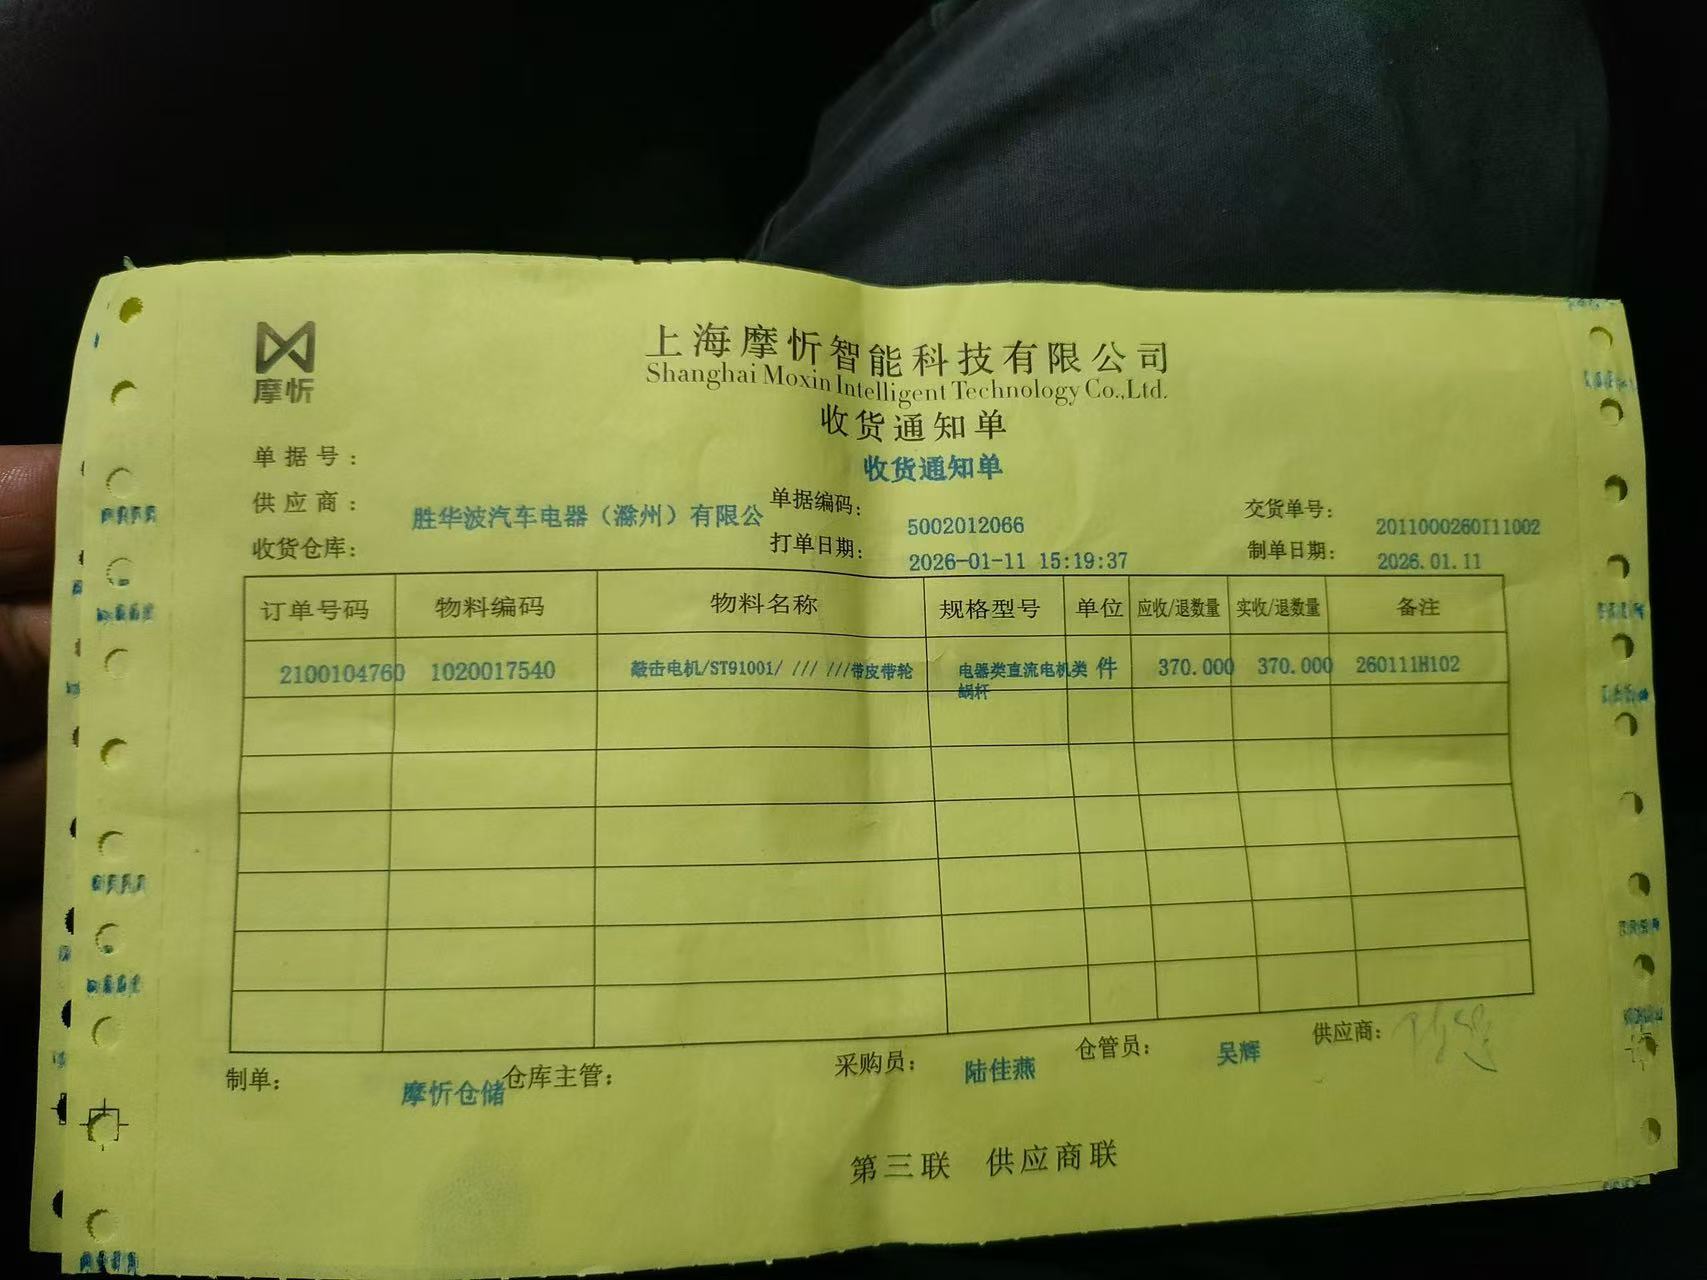 摩忻
上海摩忻智能科技有限公司
Shanghai Moxin Intelligent Technology Co.,Ltd.
收货通知单
收货通知单
单据号：
供应商： 胜华波汽车电器（滁州）有限公 单据编码： 5002012066 交货单号： 2011000260111002
收货仓库： 打单日期： 2026-01-11 15:19:37 制单日期： 2026.01.11
订单号码 物料编码 物料名称 规格型号 单位 应收/退数量 实收/退数量 备注
2100104760 1020017540 敲击电机/ST91001/ /// ///带皮带轮 电器类直流电机类 件 370.000 370.000 260111H102
蜗杆
制单： 摩忻仓储 仓库主管： 采购员： 陆佳燕 仓管员： 吴辉 供应商：
第三联 供应商联